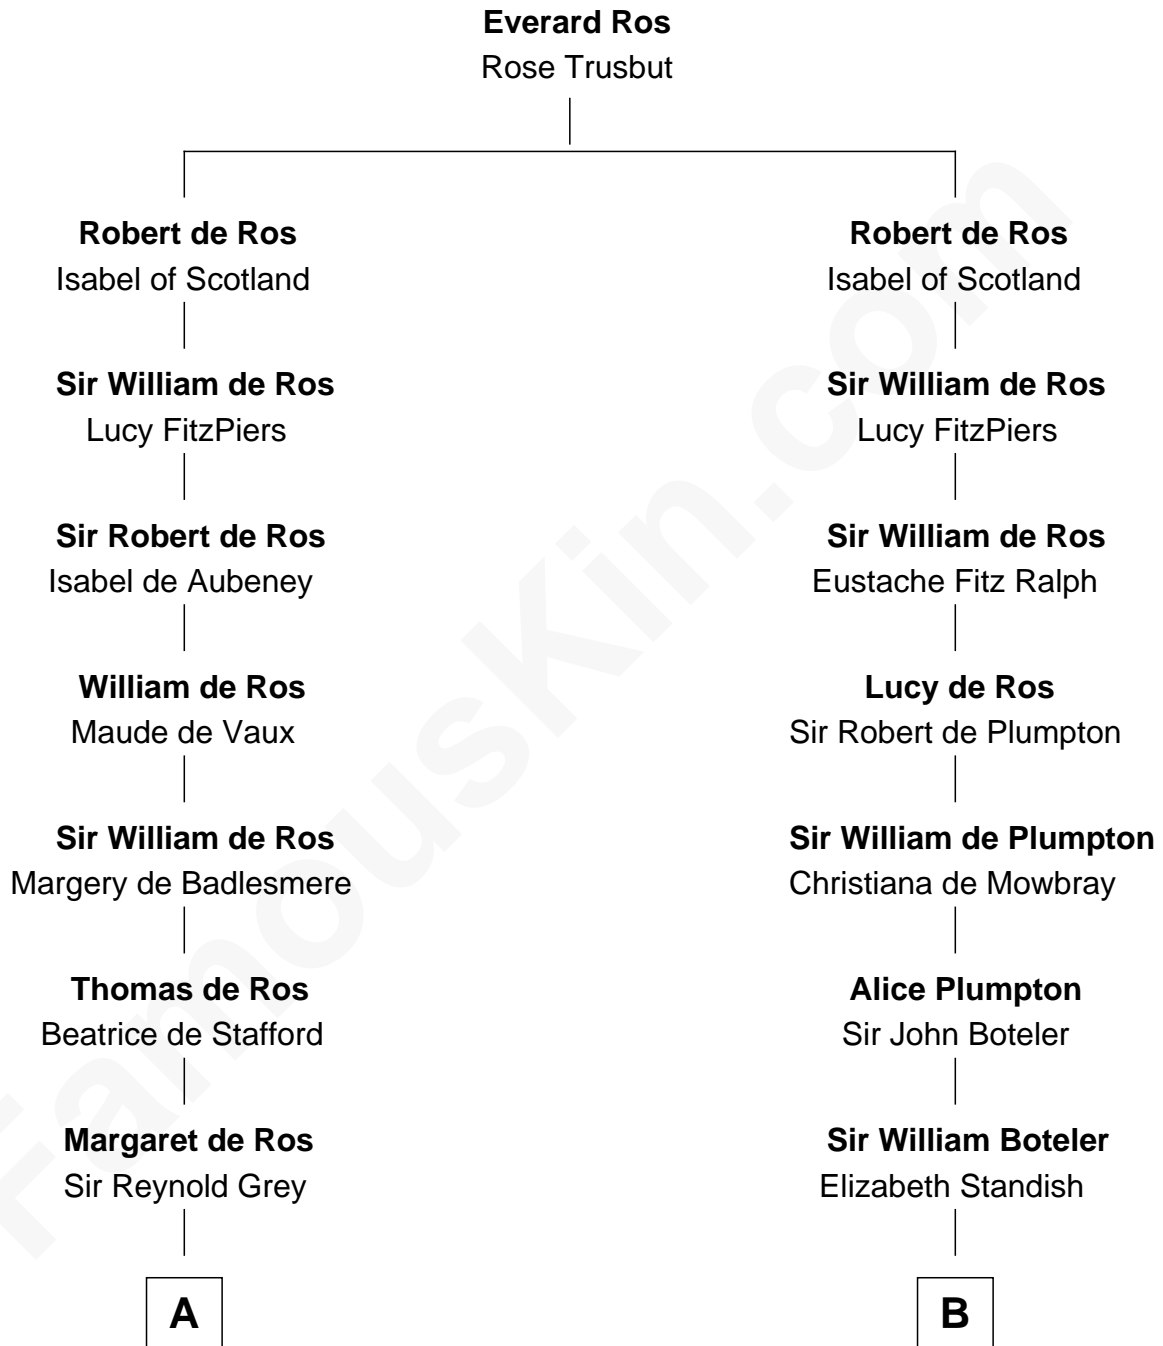 Everard Ros
Rose Trusbut
Robert de Ros
Isabel of Scotland
Sir William de Ros
Lucy FitzPiers
Sir Robert de Ros
Isabel de Aubeney
William de Ros
Maude de Vaux
Sir William de Ros
Margery de Badlesmere
Thomas de Ros
Beatrice de Stafford
Margaret de Ros
Sir Reynold Grey
A
Robert de Ros
Isabel of Scotland
Sir William de Ros
Lucy FitzPiers
Sir William de Ros
Eustache Fitz Ralph
Lucy de Ros
Sir Robert de Plumpton
Sir William de Plumpton
Christiana de Mowbray
Alice Plumpton
Sir John Boteler
Sir William Boteler
Elizabeth Standish
B
FamousKin.com